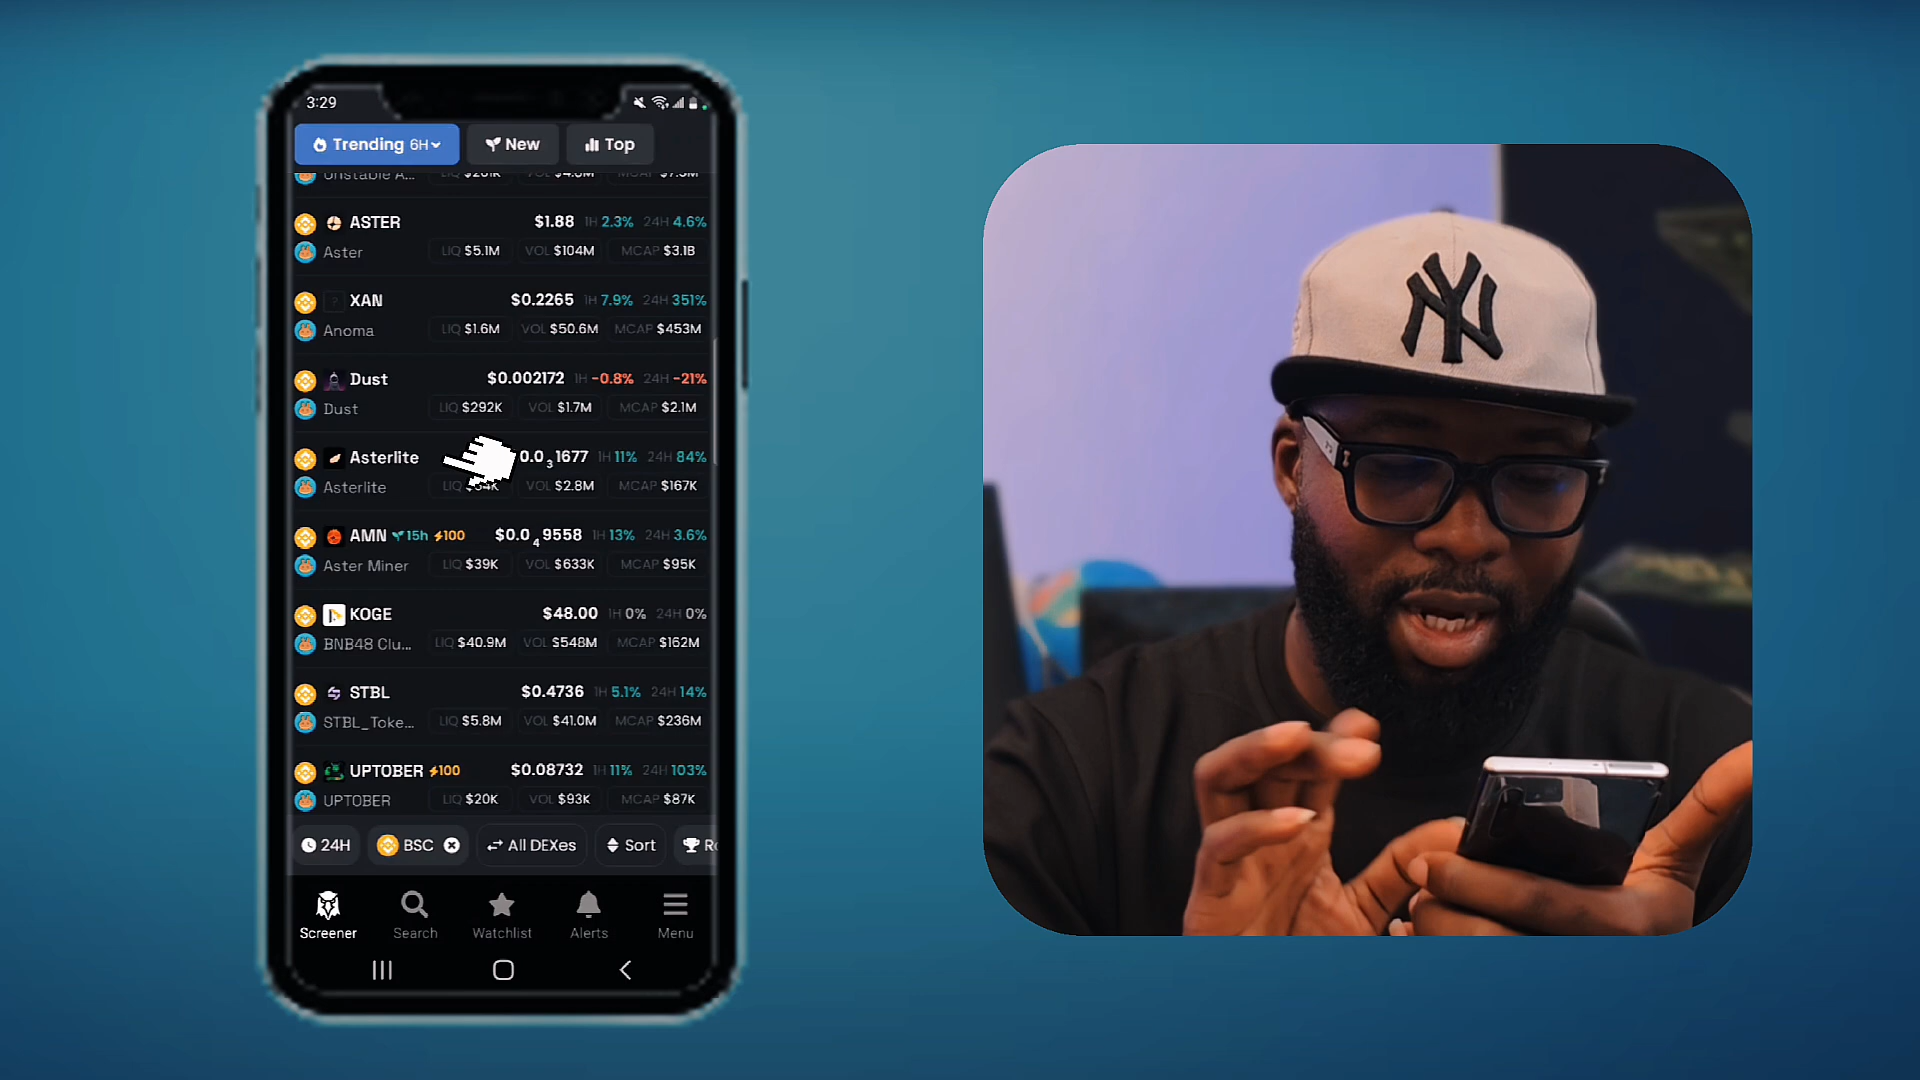 3:29
Trending 6H New Top
Unstable A... LIQ $261K VOL MCAP
ASTER $1.88 1H 2.3% 24H 4.6%
Aster LIQ $5.1M VOL $104M MCAP $3.1B
XAN $0.2265 1H 7.9% 24H 351%
Anoma LIQ $1.6M VOL $50.6M MCAP $453M
Dust $0.002172 1H -0.8% 24H -21%
Dust LIQ $292K VOL $1.7M MCAP $2.1M
Asterlite 0.0₃1677 1H 11% 24H 84%
Asterlite LIQ VOL $2.8M MCAP $167K
AMN 15h ⚡100 $0.0₄9558 1H 13% 24H 3.6%
Aster Miner LIQ $39K VOL $633K MCAP $95K
KOGE $48.00 1H 0% 24H 0%
BNB48 Clu... LIQ $40.9M VOL $548M MCAP $162M
STBL $0.4736 1H 5.1% 24H 14%
STBL_Toke... LIQ $5.8M VOL $41.0M MCAP $236M
UPTOBER ⚡100 $0.08732 1H 11% 24H 103%
UPTOBER LIQ $20K VOL $93K MCAP $87K
24H BSC All DEXes Sort
Screener Search Watchlist Alerts Menu
NY